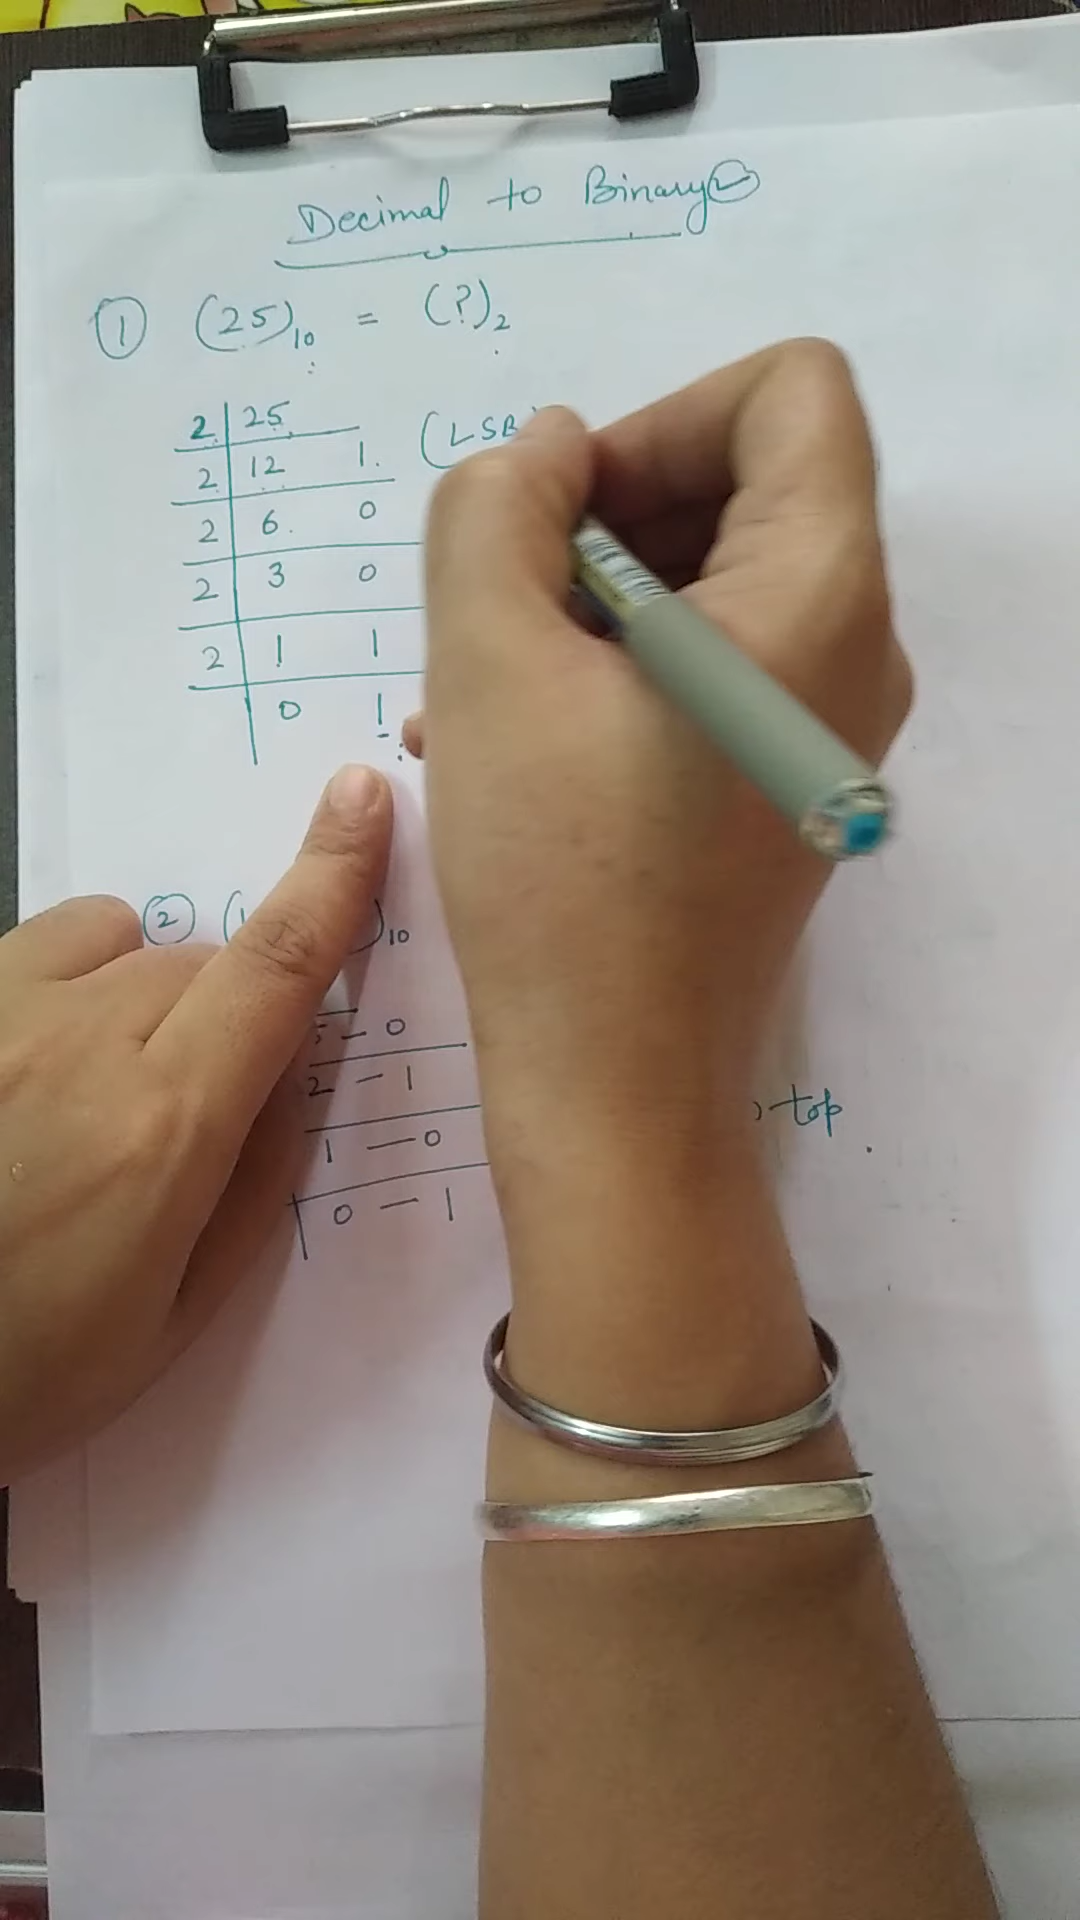 Decimal to Binary
① (25)10 = (?)2
2 25
2 12 1 (LSB
2 6 0
2 3 0
2 1 1
0 1
② ( )10
5 – 0
2 – 1
1 – 0
0 – 1
top